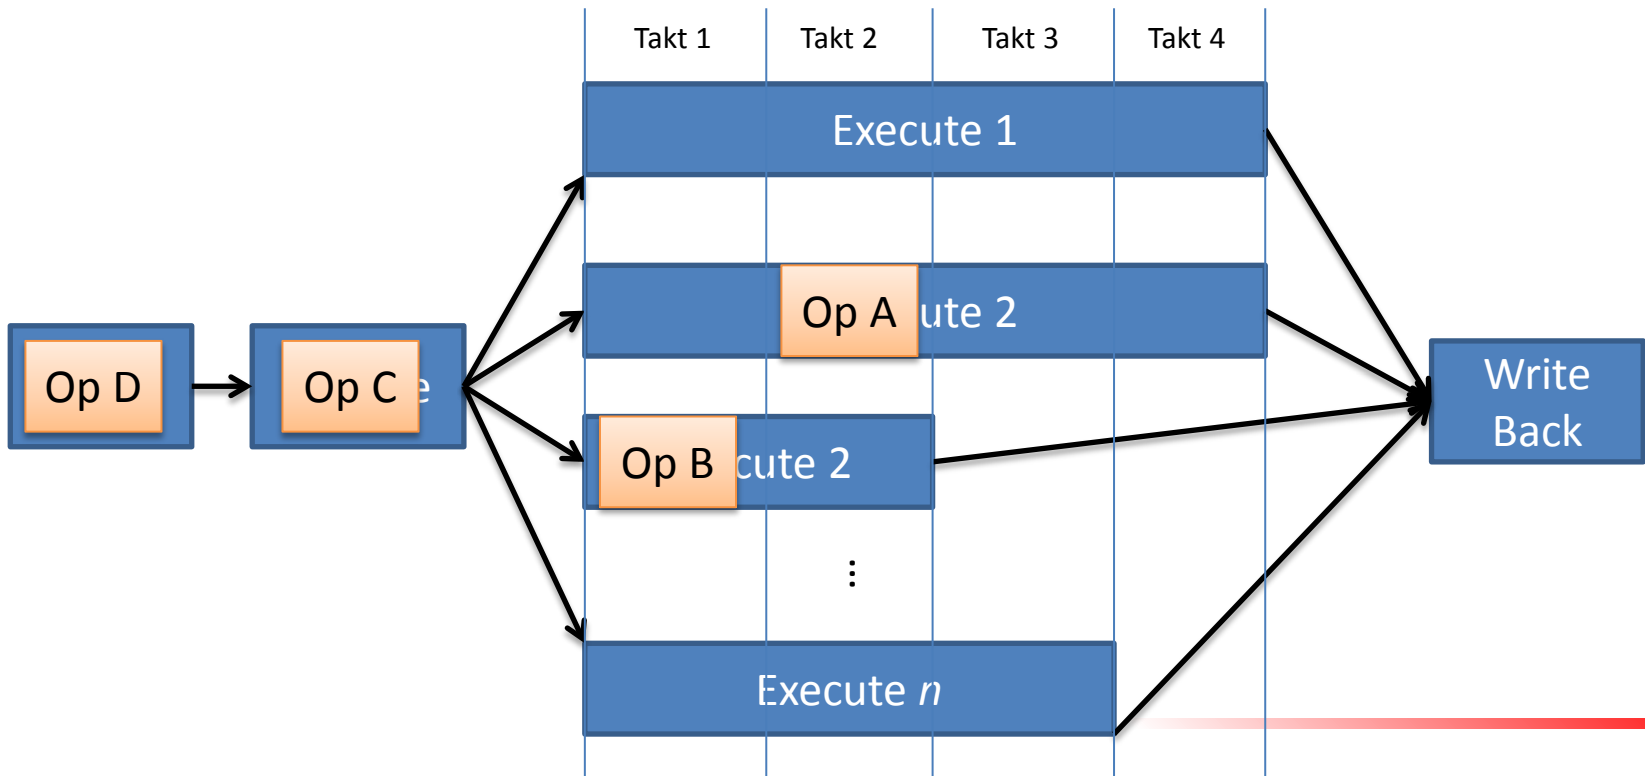 Takt 1 Takt 2 Takt 3 Takt 4
Execute 1
Op A ute 2
Op D Op C e
Write
Back
Op B cute 2
...
Execute n